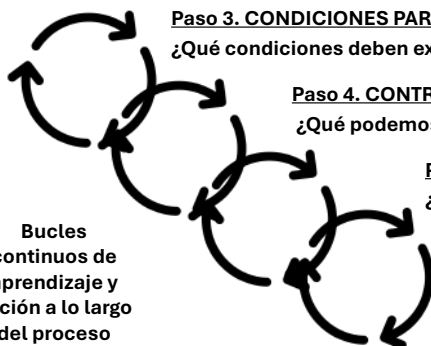 Paso 3. CONDICIONES PAR
¿Qué condiciones deben ex
Paso 4. CONTR
¿Qué podemos
Bucles
continuos de
aprendizaje y
ción a lo largo
del proceso